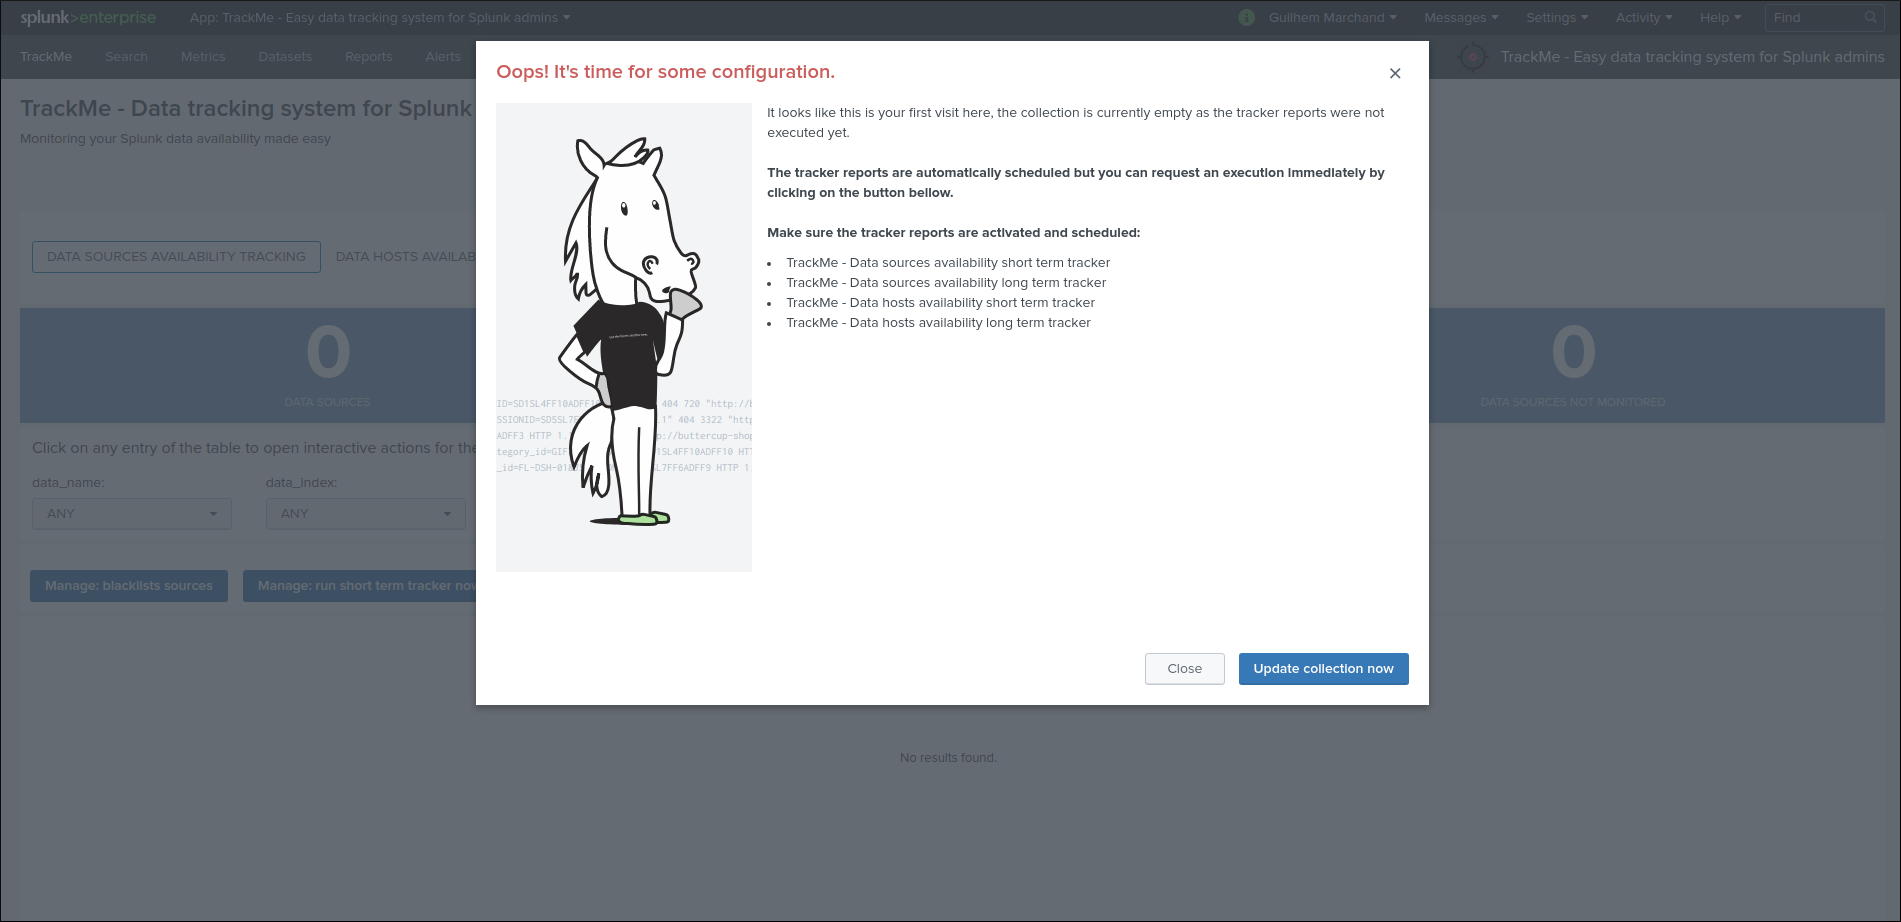 splunk>enterprise App: TrackMe - Easy data tracking system for Splunk admins
i Guilhem Marchand Messages Settings Activity Help Find
TrackMe Search Metrics Datasets Reports Alerts
TrackMe - Easy data tracking system for Splunk admins
TrackMe - Data tracking system for Splunk
Monitoring your Splunk data availability made easy
DATA SOURCES AVAILABILITY TRACKING DATA HOSTS AVAILAB
0
DATA SOURCES
0
DATA SOURCES NOT MONITORED
Click on any entry of the table to open interactive actions for the
data_name: data_index:
ANY ANY
Manage: blacklists sources Manage: run short term tracker now
No results found.
Oops! It's time for some configuration.
It looks like this is your first visit here, the collection is currently empty as the tracker reports were not
executed yet.
The tracker reports are automatically scheduled but you can request an execution immediately by
clicking on the button bellow.
Make sure the tracker reports are activated and scheduled:
TrackMe - Data sources availability short term tracker
TrackMe - Data sources availability long term tracker
TrackMe - Data hosts availability short term tracker
TrackMe - Data hosts availability long term tracker
ID=SD1SL4FF10ADFF1 404 720 "http://b
SSIONID=SD5SL7 .1" 404 3322 "http
ADFF3 HTTP 1. p://buttercup-shop
tegory_id=GIF 1SL4FF10ADFF10 HTT
_id=FL-DSH-01 SL7FF6ADFF9 HTTP 1.
Close Update collection now